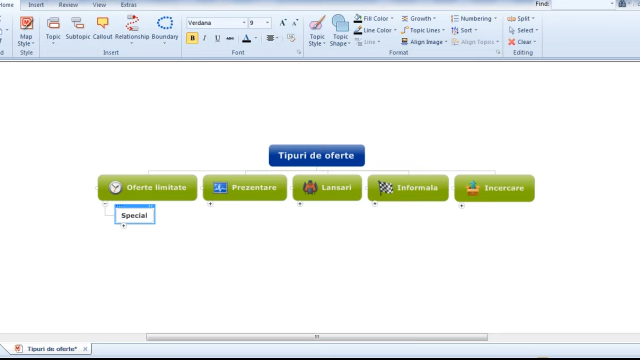 Home Insert Review View Extras Find:
Verdana 9 Fill Color Growth Numbering Split
Line Color Topic Lines Sort Select
Map Style Topic Subtopic Callout Relationship Boundary B I U Topic Style Topic Shape Line Align Image Align Topics Clear
Style Insert Font Format Editing
Tipuri de oferte
Oferte limitate Prezentare Lansari Informala Incercare
Special
Tipuri de oferte* X